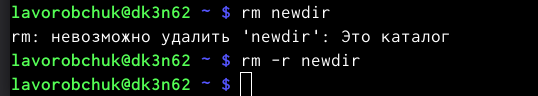 lavorobchuk@dk3n62 ~ $ rm newdir
rm: невозможно удалить 'newdir': Это каталог
lavorobchuk@dk3n62 ~ $ rm -r newdir
lavorobchuk@dk3n62 ~ $